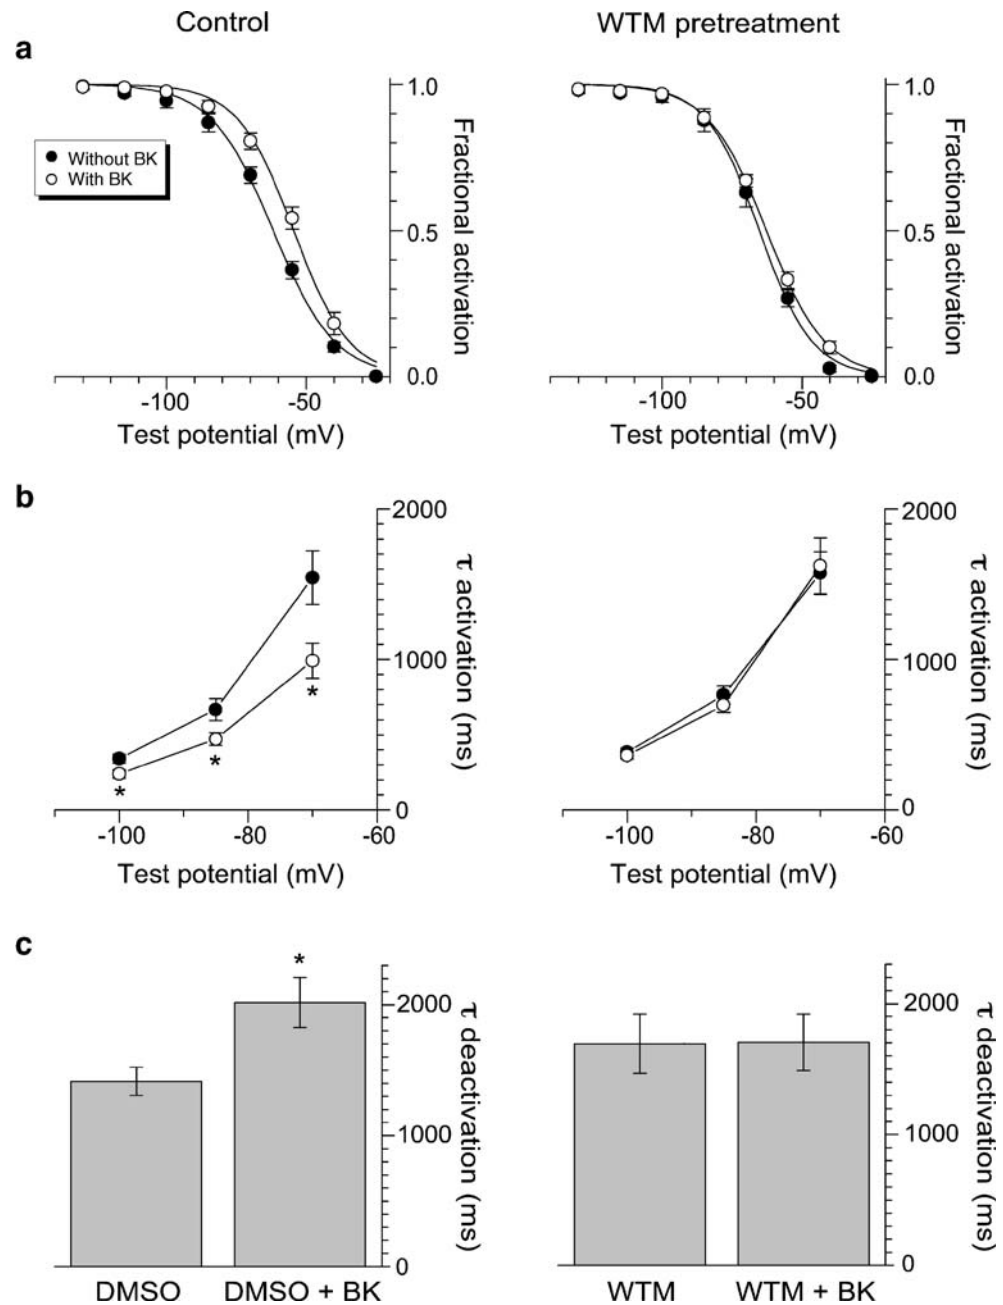 Control
WTM pretreatment
a
1.0
0.5
0.0
Fractional activation
Without BK
With BK
-100
-50
Test potential (mV)
1.0
0.5
0.0
Fractional activation
-100
-50
Test potential (mV)
b
2000
1000
0
τ activation (ms)
*
*
*
-100
-80
-60
Test potential (mV)
2000
1000
0
τ activation (ms)
-100
-80
-60
Test potential (mV)
c
*
2000
1000
0
τ deactivation (ms)
DMSO
DMSO + BK
2000
1000
0
τ deactivation (ms)
WTM
WTM + BK